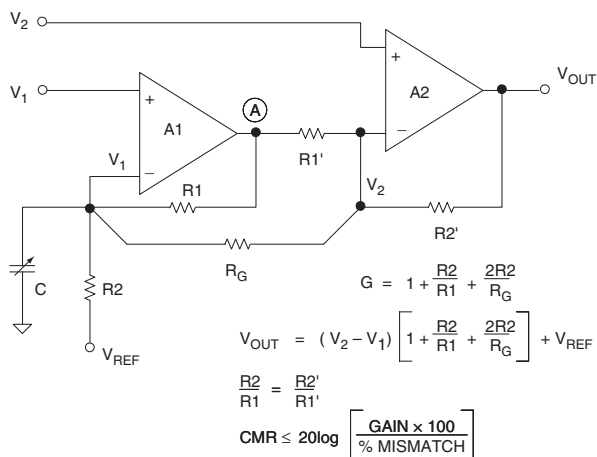 V2
V1
+
A1
−
V1
A
R1
R1'
+
A2
−
VOUT
V2
R2'
RG
C
R2
VREF
G = 1 + R2/R1 + 2R2/RG
VOUT = (V2 – V1) [1 + R2/R1 + 2R2/RG] + VREF
R2/R1 = R2'/R1'
CMR ≤ 20log [GAIN × 100 / % MISMATCH]